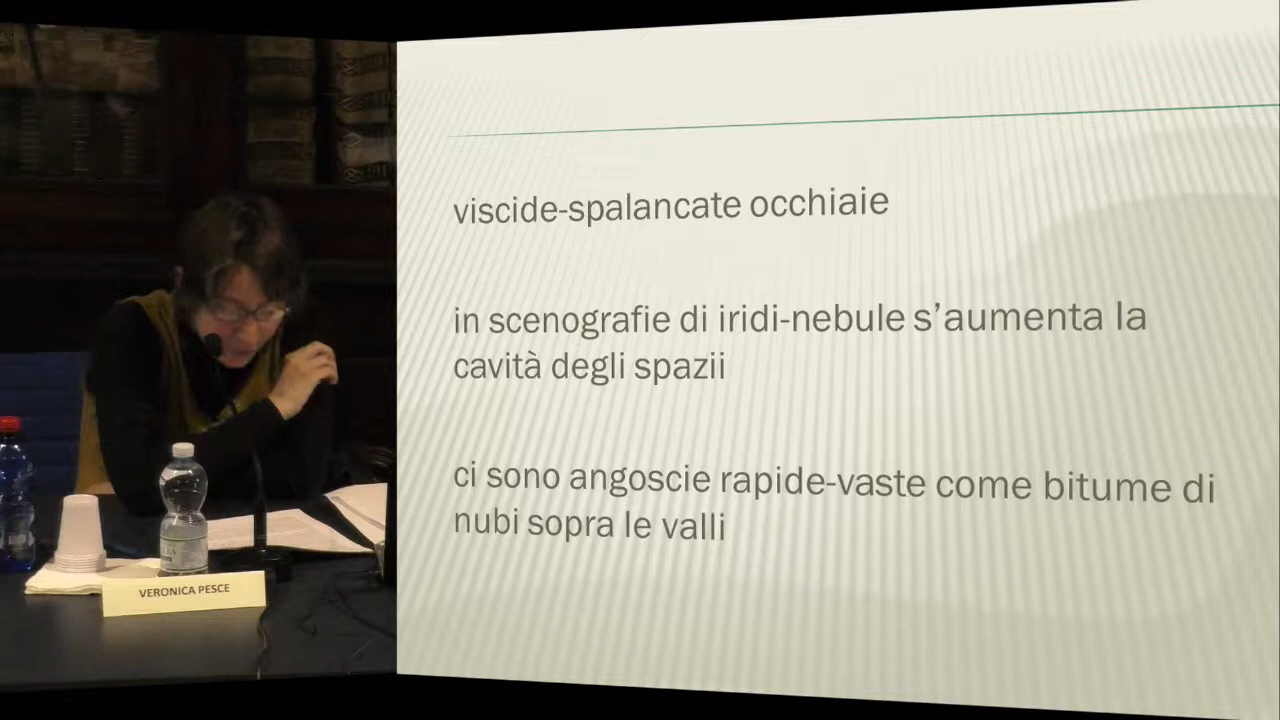 viscide-spalancate occhiaie
in scenografie di iridi-nebule s’aumenta la
cavità degli spazii
ci sono angoscie rapide-vaste come bitume di
nubi sopra le valli
VERONICA PESCE